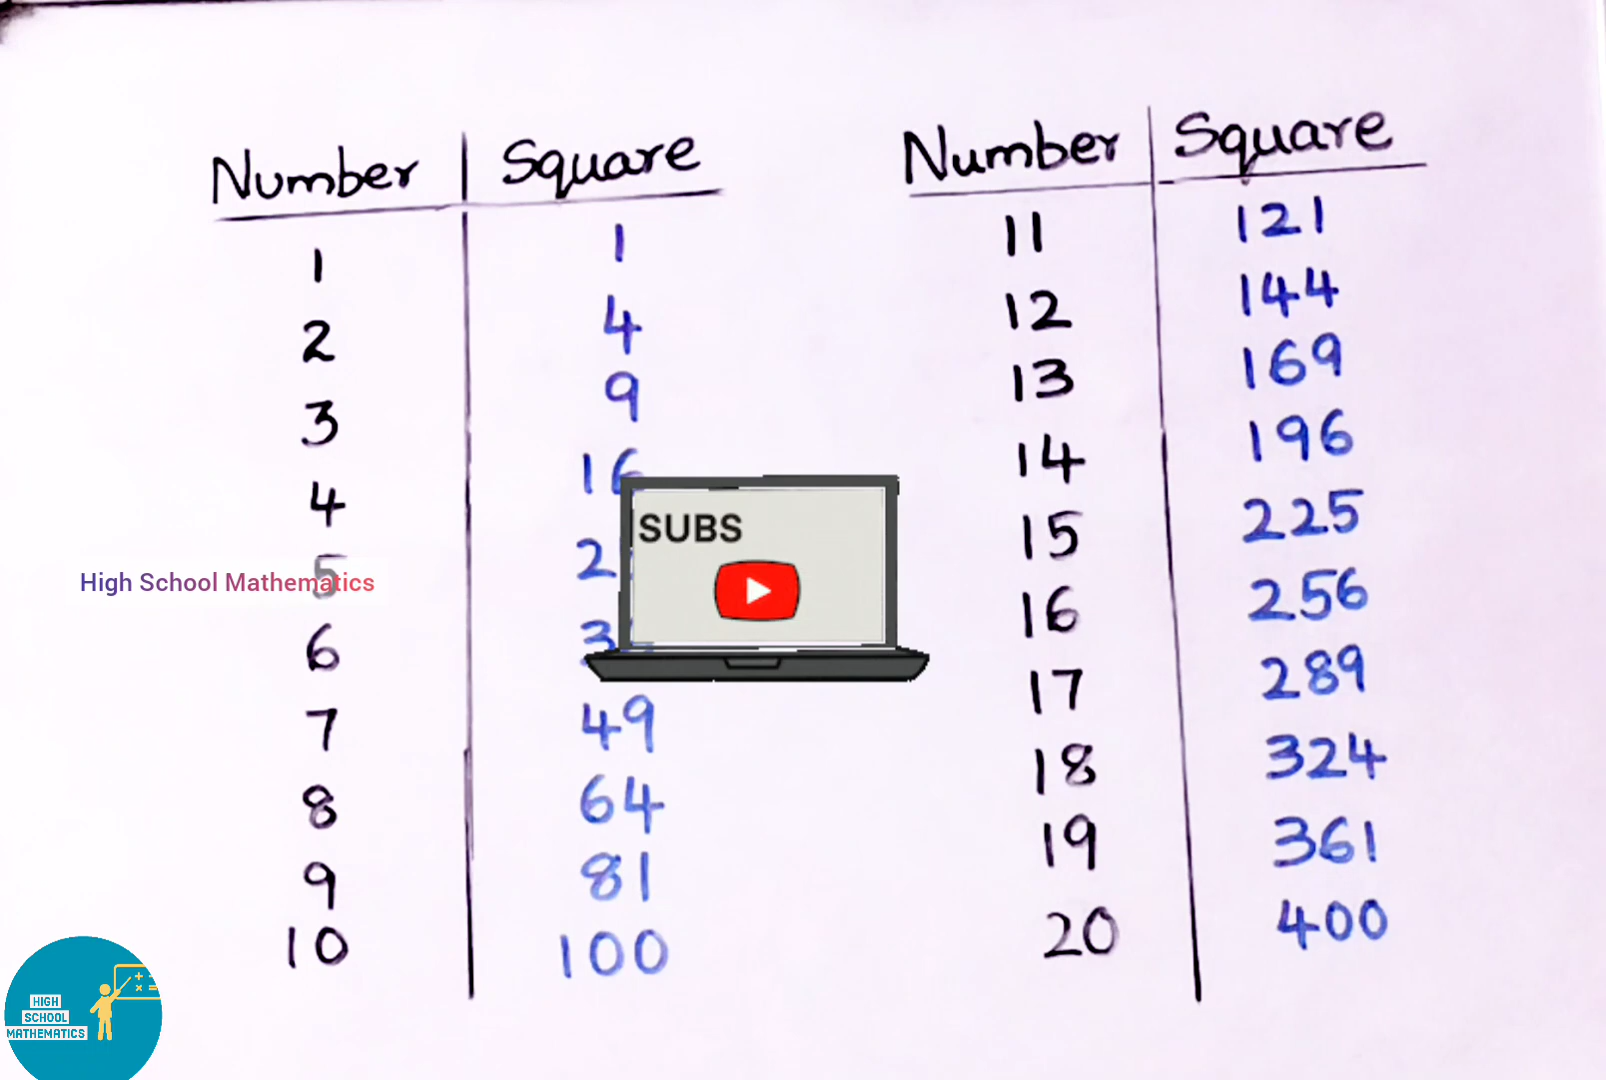 Number Square
1 1
2 4
3 9
4 16
5 2
6 3
7 49
8 64
9 81
10 100
Number Square
11 121
12 144
13 169
14 196
15 225
16 256
17 289
18 324
19 361
20 400
SUBS
High School Mathematics
HIGH
SCHOOL
MATHEMATICS